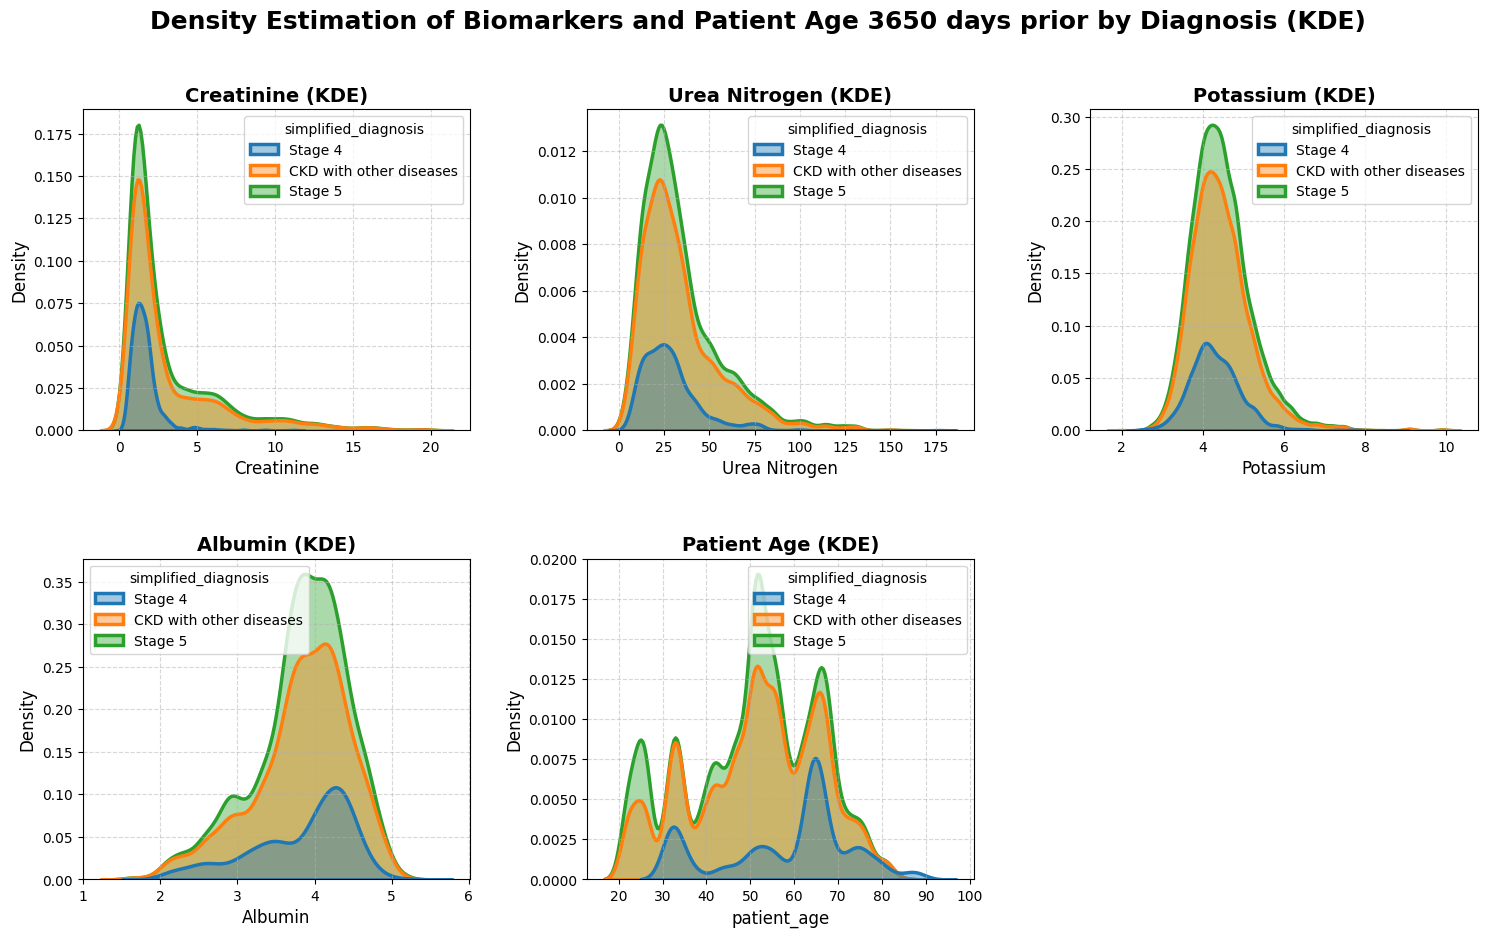 Density Estimation of Biomarkers and Patient Age 3650 days prior by Diagnosis (KDE)
Creatinine (KDE)
simplified_diagnosis
Stage 4
CKD with other diseases
Stage 5
Density
0.175
0.150
0.125
0.100
0.075
0.050
0.025
0.000
0 5 10 15 20
Creatinine
Urea Nitrogen (KDE)
simplified_diagnosis
Stage 4
CKD with other diseases
Stage 5
Density
0.012
0.010
0.008
0.006
0.004
0.002
0.000
0 25 50 75 100 125 150 175
Urea Nitrogen
Potassium (KDE)
simplified_diagnosis
Stage 4
CKD with other diseases
Stage 5
Density
0.30
0.25
0.20
0.15
0.10
0.05
0.00
2 4 6 8 10
Potassium
Albumin (KDE)
simplified_diagnosis
Stage 4
CKD with other diseases
Stage 5
Density
0.35
0.30
0.25
0.20
0.15
0.10
0.05
0.00
1 2 3 4 5 6
Albumin
Patient Age (KDE)
simplified_diagnosis
Stage 4
CKD with other diseases
Stage 5
Density
0.0200
0.0175
0.0150
0.0125
0.0100
0.0075
0.0050
0.0025
0.0000
20 30 40 50 60 70 80 90 100
patient_age